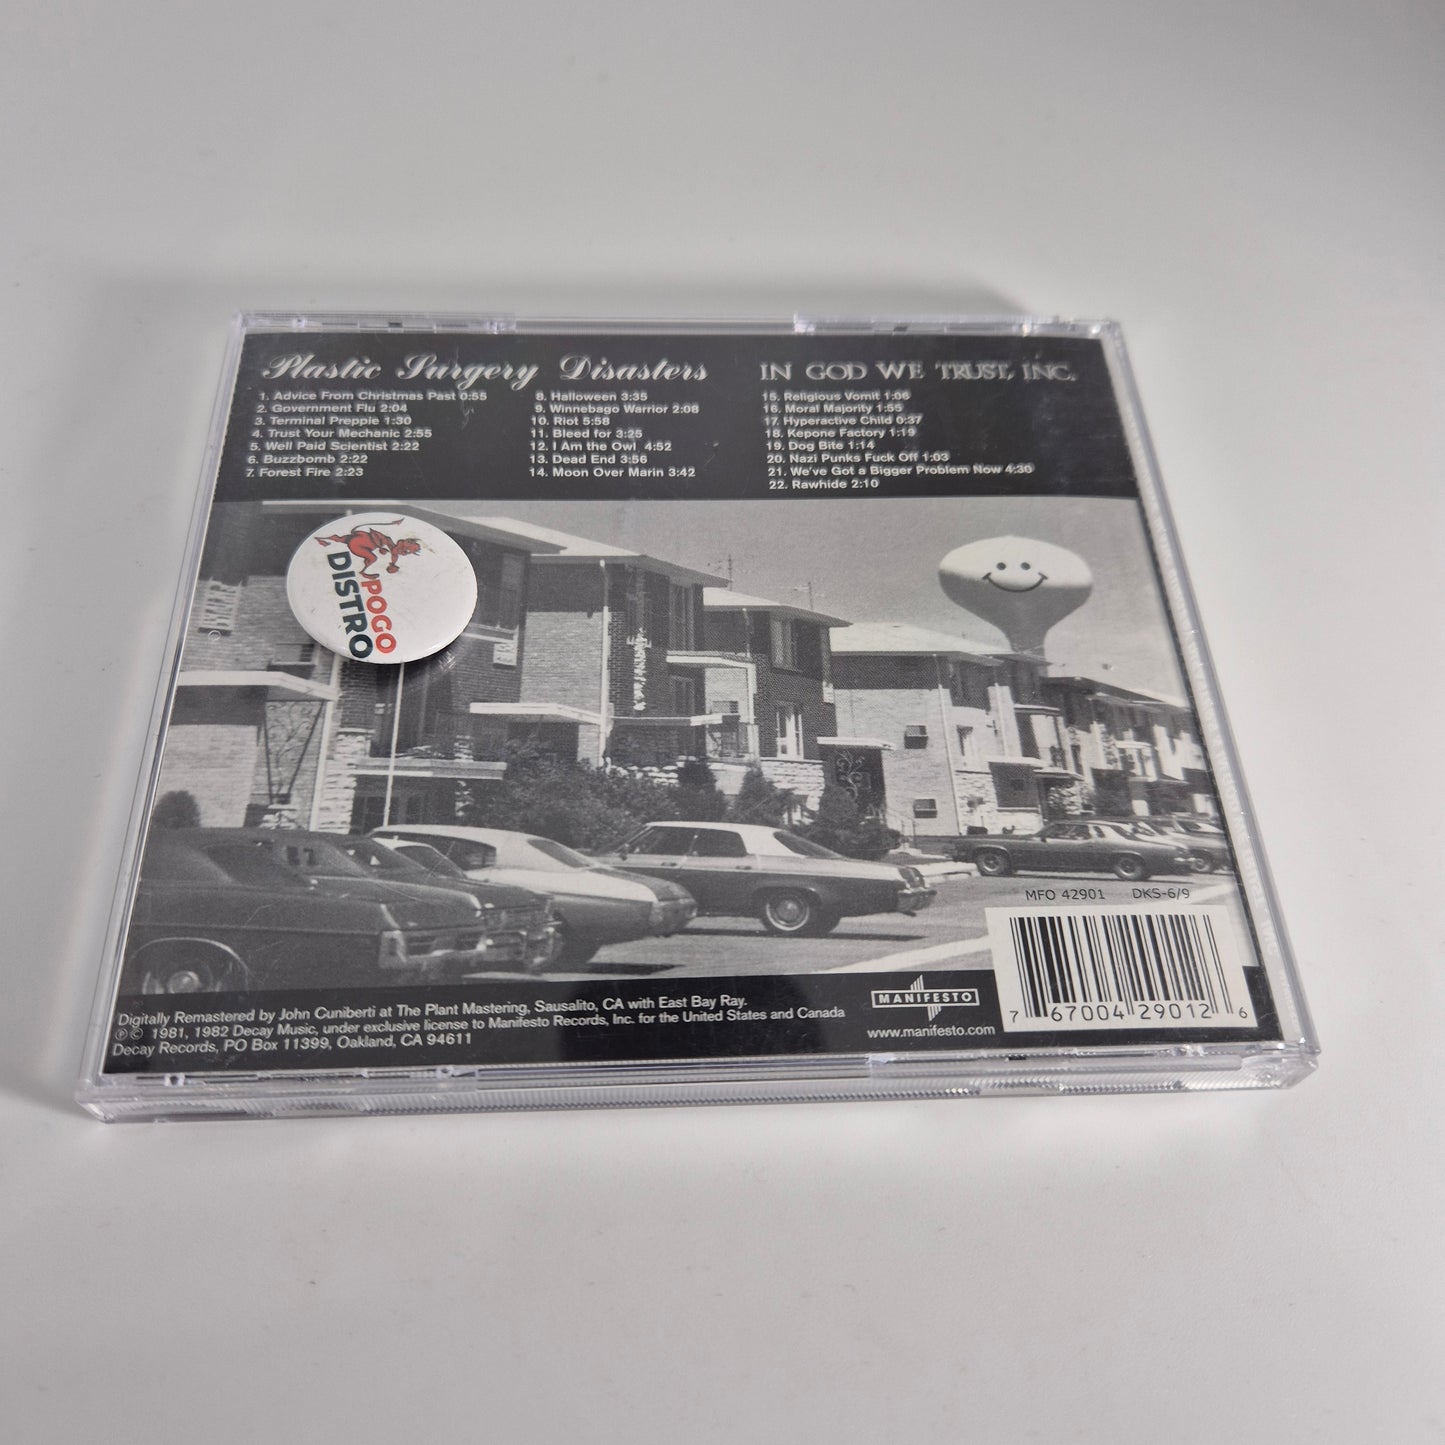 Plastic Surgery Disasters
1. Advice From Christmas Past 0:55
2. Government Flu 2:04
3. Terminal Preppie 1:30
4. Trust Your Mechanic 2:55
5. Well Paid Scientist 2:22
6. Buzzbomb 2:22
7. Forest Fire 2:23
8. Halloween 3:35
9. Winnebago Warrior 2:08
10. Riot 5:58
11. Bleed for 3:25
12. I Am the Owl 4:52
13. Dead End 3:56
14. Moon Over Marin 3:42
IN GOD WE TRUST, INC.
15. Religious Vomit 1:06
16. Moral Majority 1:55
17. Hyperactive Child 0:37
18. Kepone Factory 1:19
19. Dog Bite 1:14
20. Nazi Punks Fuck Off 1:03
21. We've Got a Bigger Problem Now 4:30
22. Rawhide 2:10
POGO
DISTRO
MFO 42901 DKS-6/9
7 67004 29012 6
MANIFESTO
www.manifesto.com
Digitally Remastered by John Cuniberti at The Plant Mastering, Sausalito, CA with East Bay Ray.
℗ © 1981, 1982 Decay Music, under exclusive license to Manifesto Records, Inc. for the United States and Canada
Decay Records, PO Box 11399, Oakland, CA 94611